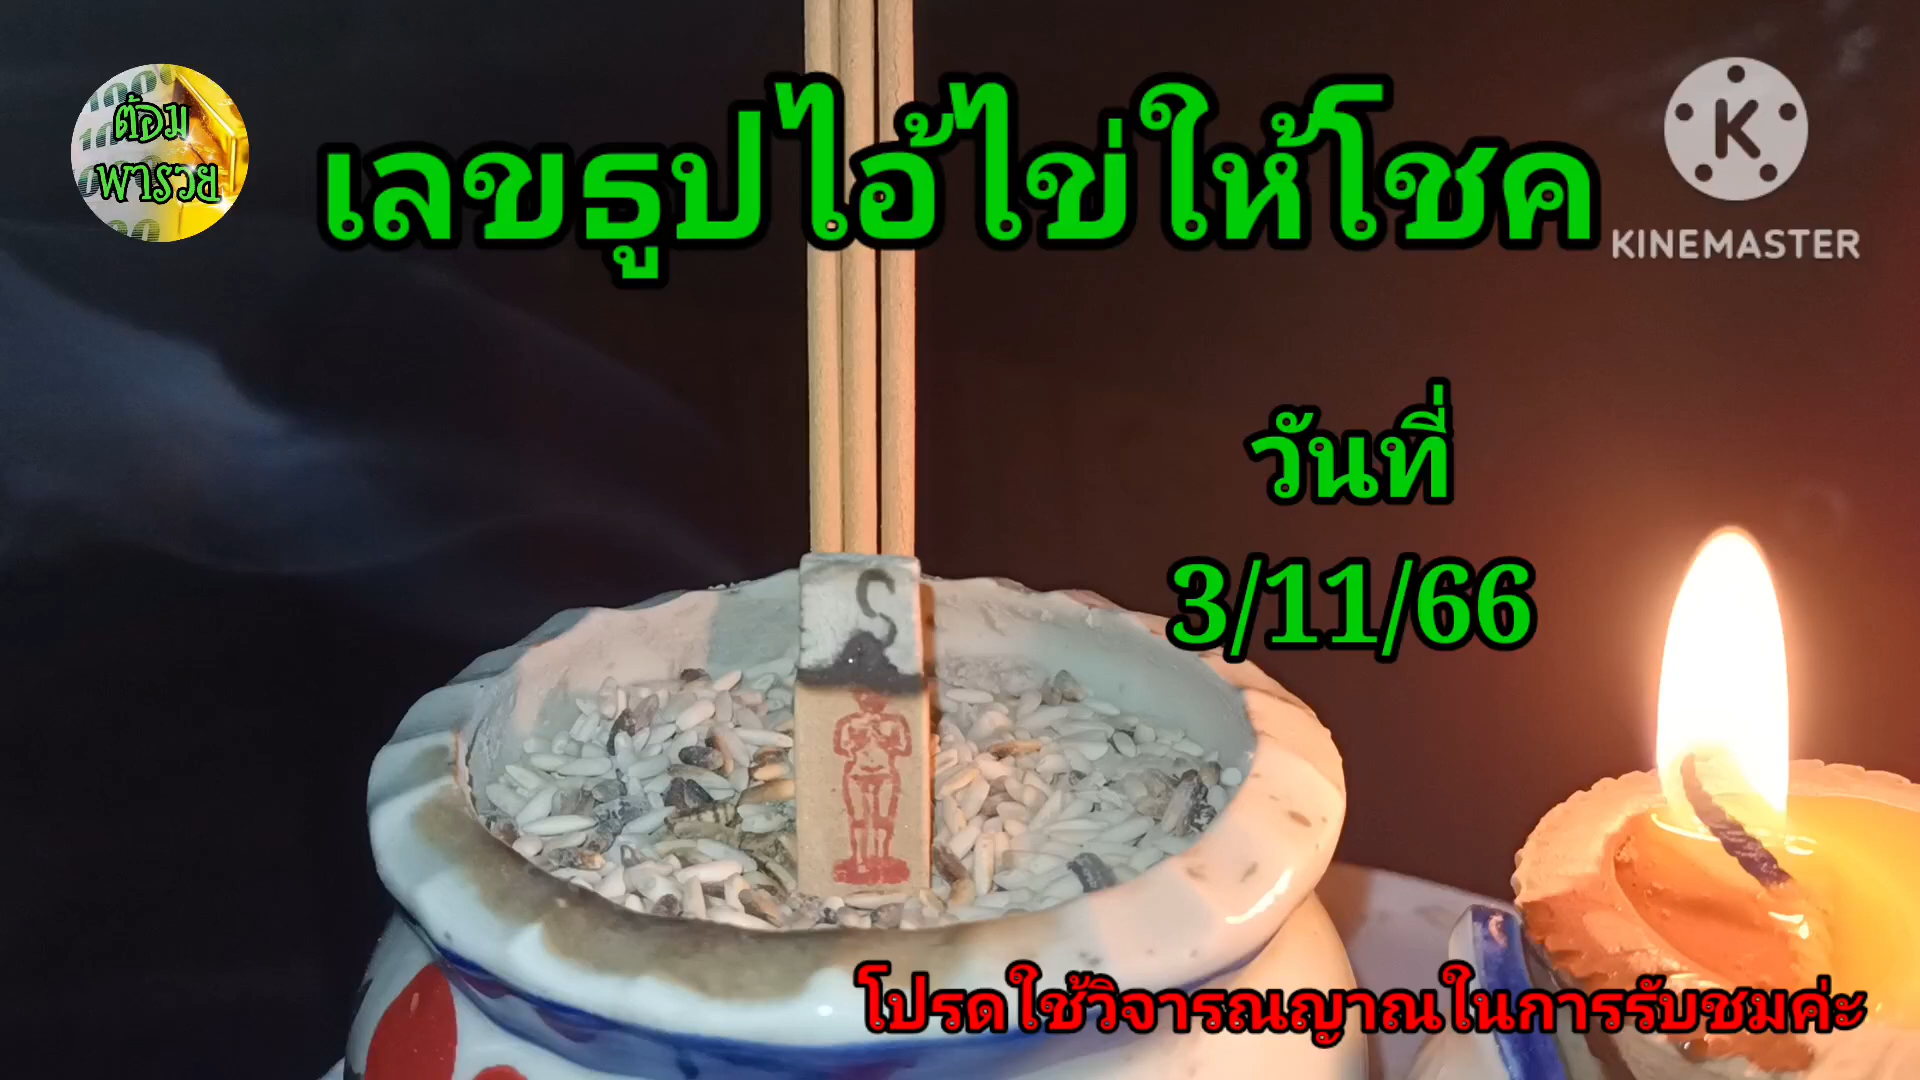 ต้อม
พารวย
เลขธูปไอ้ไข่ให้โชค
K
KINEMASTER
วันที่
3/11/66
โปรดใช้วิจารณญาณในการรับชมค่ะ